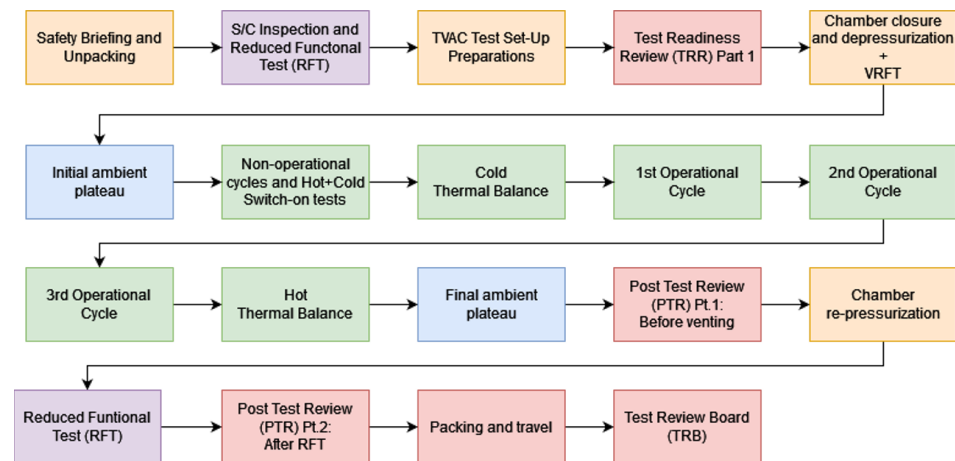 Safety Briefing and
Unpacking
S/C Inspection and
Reduced Functonal
Test (RFT)
TVAC Test Set-Up
Preparations
Test Readiness
Review (TRR) Part 1
Chamber closure
and depressurization
+
VRFT
Initial ambient
plateau
Non-operational
cycles and Hot+Cold
Switch-on tests
Cold
Thermal Balance
1st Operational
Cycle
2nd Operational
Cycle
3rd Operational
Cycle
Hot
Thermal Balance
Final ambient
plateau
Post Test Review
(PTR) Pt.1:
Before venting
Chamber
re-pressurization
Reduced Funtional
Test (RFT)
Post Test Review
(PTR) Pt.2:
After RFT
Packing and travel
Test Review Board
(TRB)